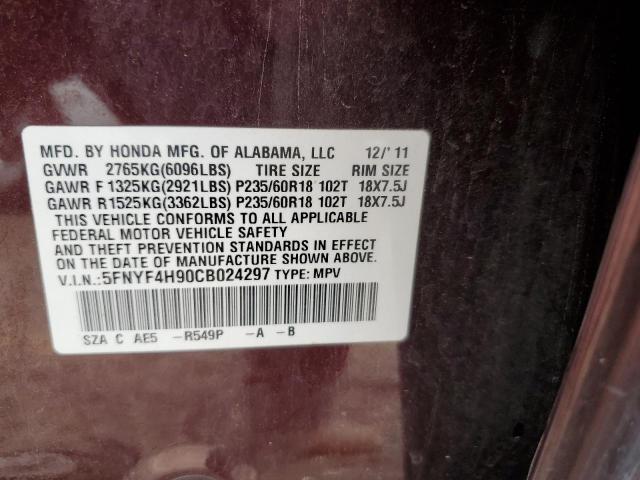 MFD. BY HONDA MFG. OF ALABAMA, LLC 12/'11
GVWR 2765KG(6096LBS) TIRE SIZE RIM SIZE
GAWR F 1325KG(2921LBS) P235/60R18 102T 18X7.5J
GAWR R1525KG(3362LBS) P235/60R18 102T 18X7.5J
THIS VEHICLE CONFORMS TO ALL APPLICABLE
FEDERAL MOTOR VEHICLE SAFETY
AND THEFT PREVENTION STANDARDS IN EFFECT
ON THE DATE OF MANUFACTURE SHOWN ABOVE.
V.I.N.:5FNYF4H90CB024297 TYPE: MPV
SZA C AE5 -R549P -A -B